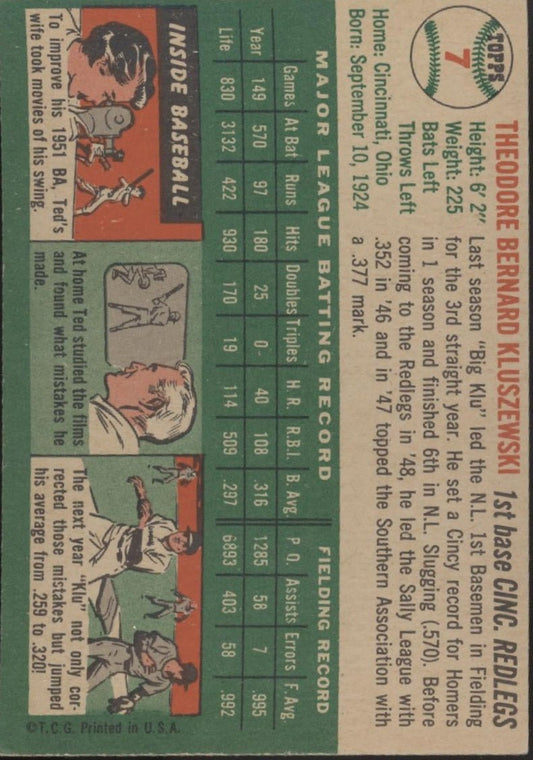 TOPPS
7
THEODORE BERNARD KLUSZEWSKI 1st base CINC. REDLEGS
Height: 6' 2"
Weight: 225
Bats Left
Throws Left
Home: Cincinnati, Ohio
Born: September 10, 1924
Last season "Big Klu" led the N.L. 1st Basemen in Fielding
for the 3rd straight year. He set a Cincy record for Homers
in 1 season and finished 6th in N.L. Slugging (.570). Before
coming to the Redlegs in '48, he led the Sally League with
.352 in '46 and in '47 topped the Southern Association with
a .377 mark.
MAJOR LEAGUE BATTING RECORD FIELDING RECORD
Games At Bat Runs Hits Doubles Triples H.R. R.B.I. B. Avg. P.O. Assists Errors F. Avg.
Year 149 570 97 180 25 0 40 108 .316 1285 58 7 .995
Life 830 3132 422 930 170 19 114 509 .297 6893 403 58 .992
INSIDE BASEBALL
To improve his 1951 BA, Ted's
wife took movies of his swing.
At home Ted studied the films
and found what mistakes he
made.
The next year "Klu" not only cor-
rected those mistakes but jumped
his average from .259 to .320!
©T.C.G. Printed in U.S.A.